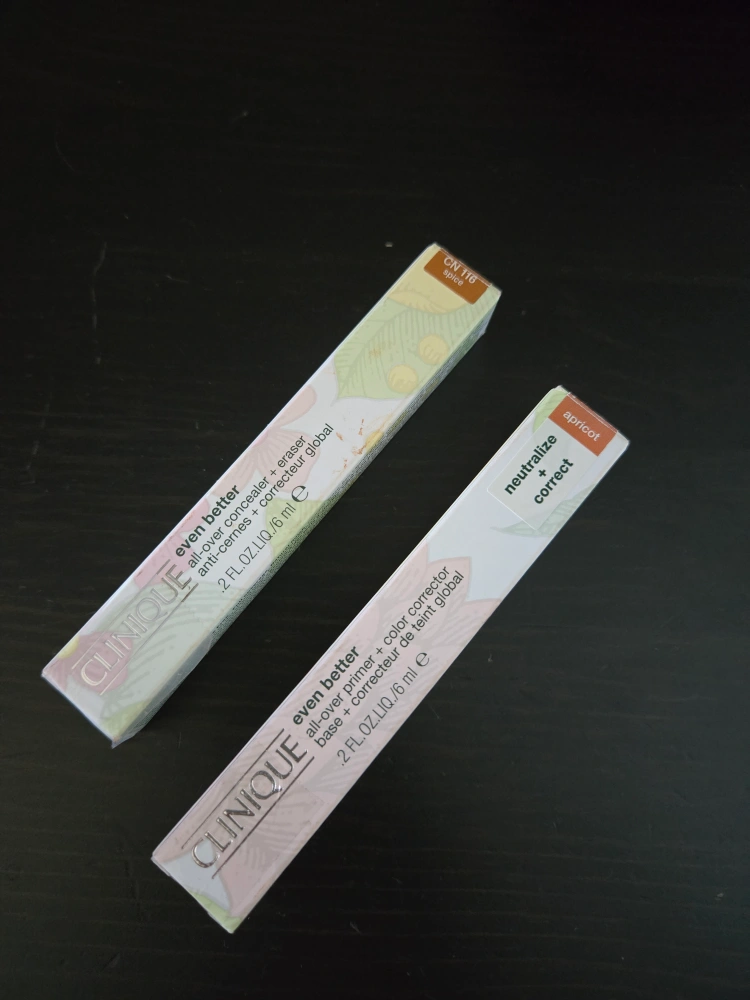 CN 116
spice
CLINIQUE
even better
all-over concealer + eraser
anti-cernes + correcteur global
.2 FL.OZ.LIQ./6 ml ℮
apricot
neutralize
+
correct
CLINIQUE
even better
all-over primer + color corrector
base + correcteur de teint global
.2 FL.OZ.LIQ./6 ml ℮